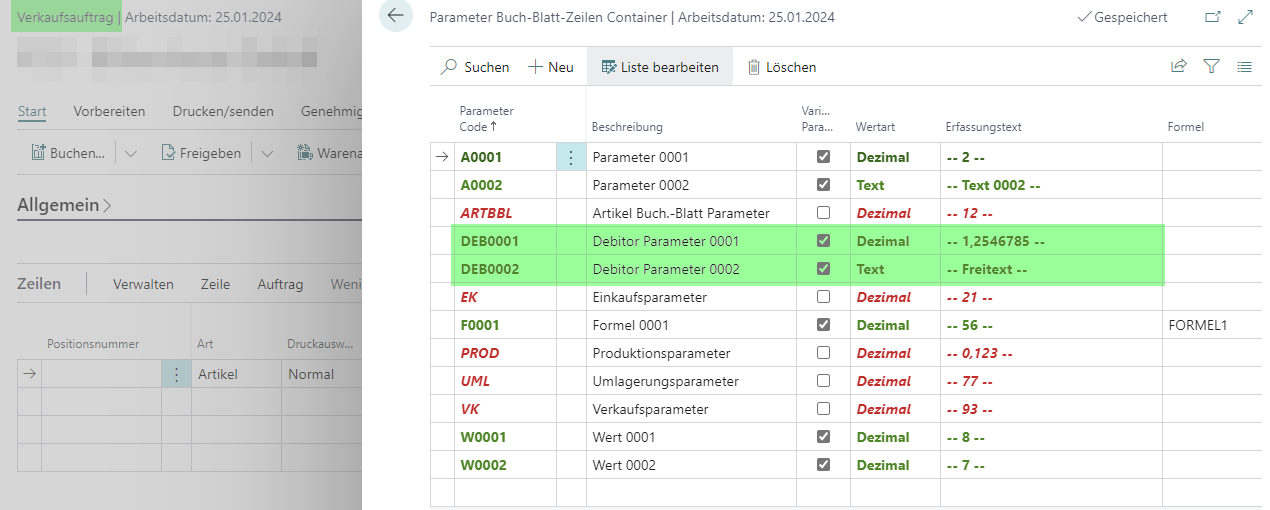 Verkaufsauftrag | Arbeitsdatum: 25.01.2024
Start Vorbereiten Drucken/senden Genehmig
Buchen... Freigeben Warena
Allgemein
Zeilen Verwalten Zeile Auftrag Weni
Positionsnummer Art Druckausw...
Artikel Normal
Parameter Buch-Blatt-Zeilen Container | Arbeitsdatum: 25.01.2024 Gespeichert
Suchen Neu Liste bearbeiten Löschen
Parameter Code Beschreibung Vari... Para... Wertart Erfassungstext Formel
A0001 Parameter 0001 Dezimal -- 2 --
A0002 Parameter 0002 Text -- Text 0002 --
ARTBBL Artikel Buch.-Blatt Parameter Dezimal -- 12 --
DEB0001 Debitor Parameter 0001 Dezimal -- 1,2546785 --
DEB0002 Debitor Parameter 0002 Text -- Freitext --
EK Einkaufsparameter Dezimal -- 21 --
F0001 Formel 0001 Dezimal -- 56 -- FORMEL1
PROD Produktionsparameter Dezimal -- 0,123 --
UML Umlagerungsparameter Dezimal -- 77 --
VK Verkaufsparameter Dezimal -- 93 --
W0001 Wert 0001 Dezimal -- 8 --
W0002 Wert 0002 Dezimal -- 7 --